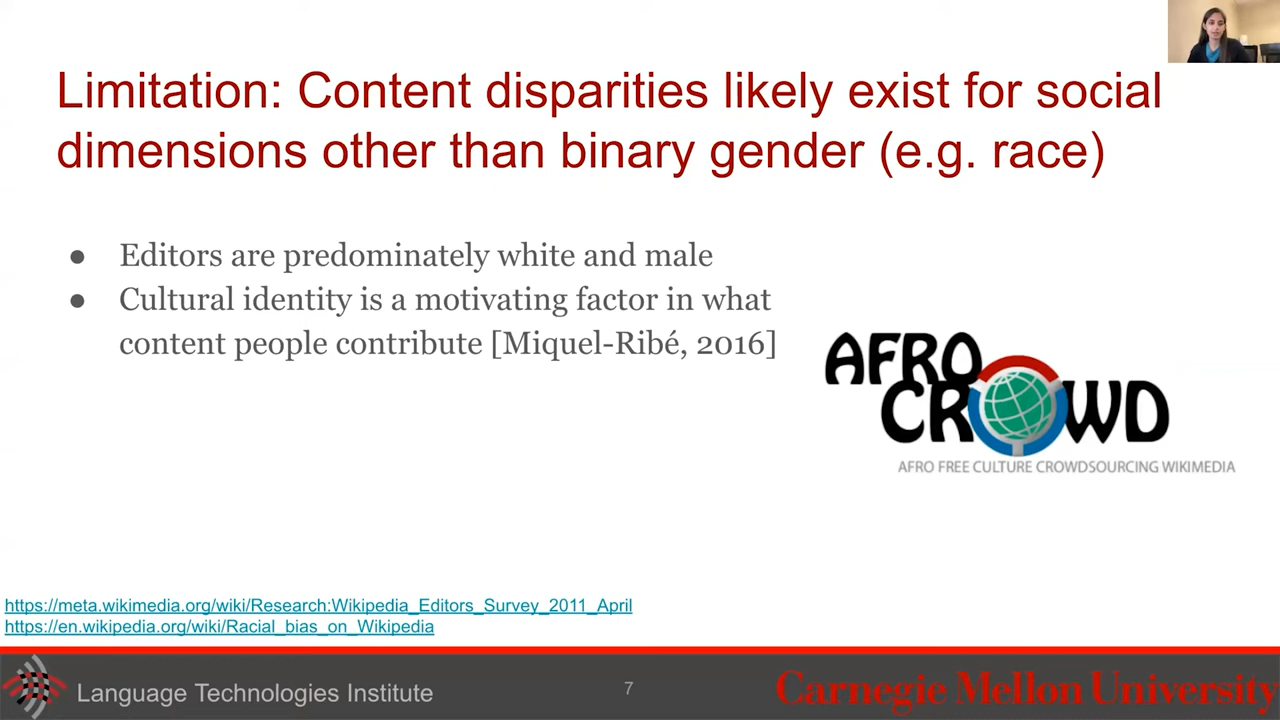 Limitation: Content disparities likely exist for social
dimensions other than binary gender (e.g. race)
● Editors are predominately white and male
● Cultural identity is a motivating factor in what
content people contribute [Miquel-Ribé, 2016]
AFRO
CROWD
AFRO FREE CULTURE CROWDSOURCING WIKIMEDIA
https://meta.wikimedia.org/wiki/Research:Wikipedia_Editors_Survey_2011_April
https://en.wikipedia.org/wiki/Racial_bias_on_Wikipedia
Language Technologies Institute
7
Carnegie Mellon University